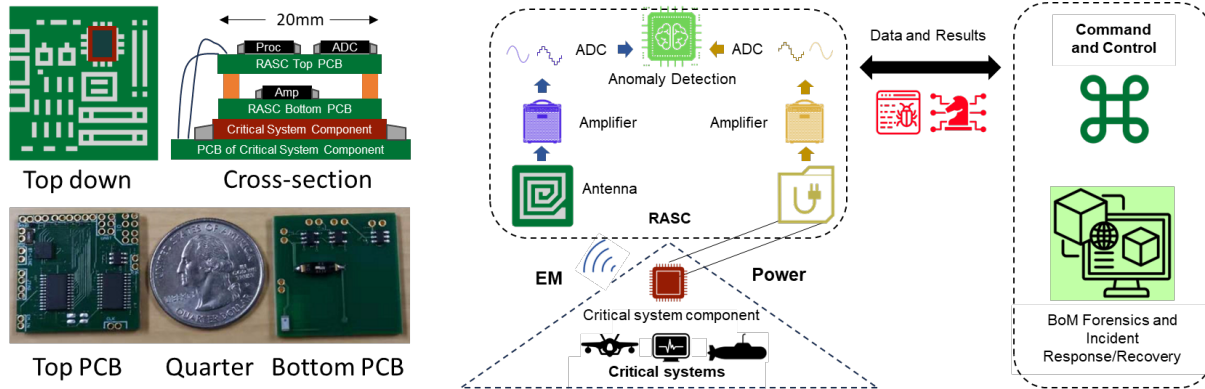 20mm
Proc
ADC
RASC Top PCB
Amp
RASC Bottom PCB
Critical System Component
PCB of Critical System Component
Top down
Cross-section
Top PCB
Quarter
Bottom PCB
ADC
ADC
Anomaly Detection
Amplifier
Amplifier
Antenna
RASC
EM
Power
Critical system component
Critical systems
Data and Results
Command
and Control
BoM Forensics and
Incident
Response/Recovery